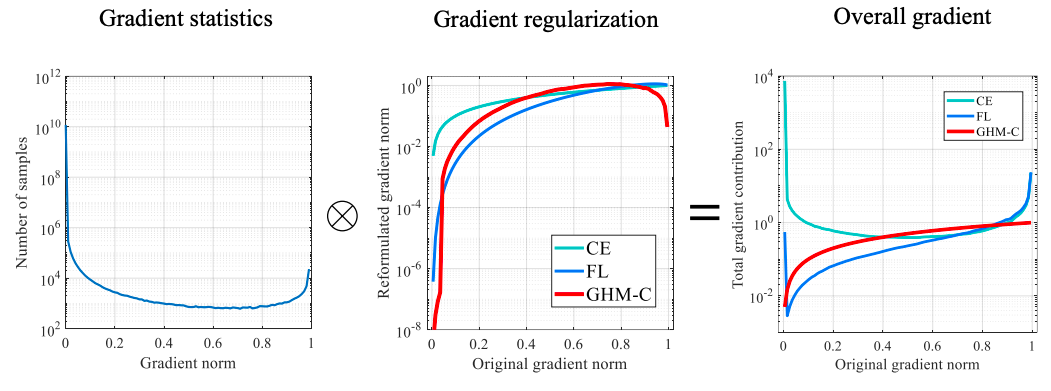 Gradient statistics
Gradient regularization
Overall gradient
10^12
10^10
10^8
10^6
10^4
10^2
Number of samples
0 0.2 0.4 0.6 0.8 1
Gradient norm
⊗
10^0
10^-2
10^-4
10^-6
10^-8
Reformulated gradient norm
CE
FL
GHM-C
0 0.2 0.4 0.6 0.8 1
Original gradient norm
=
10^4
10^2
10^0
10^-2
Total gradient contribution
CE
FL
GHM-C
0 0.2 0.4 0.6 0.8 1
Original gradient norm